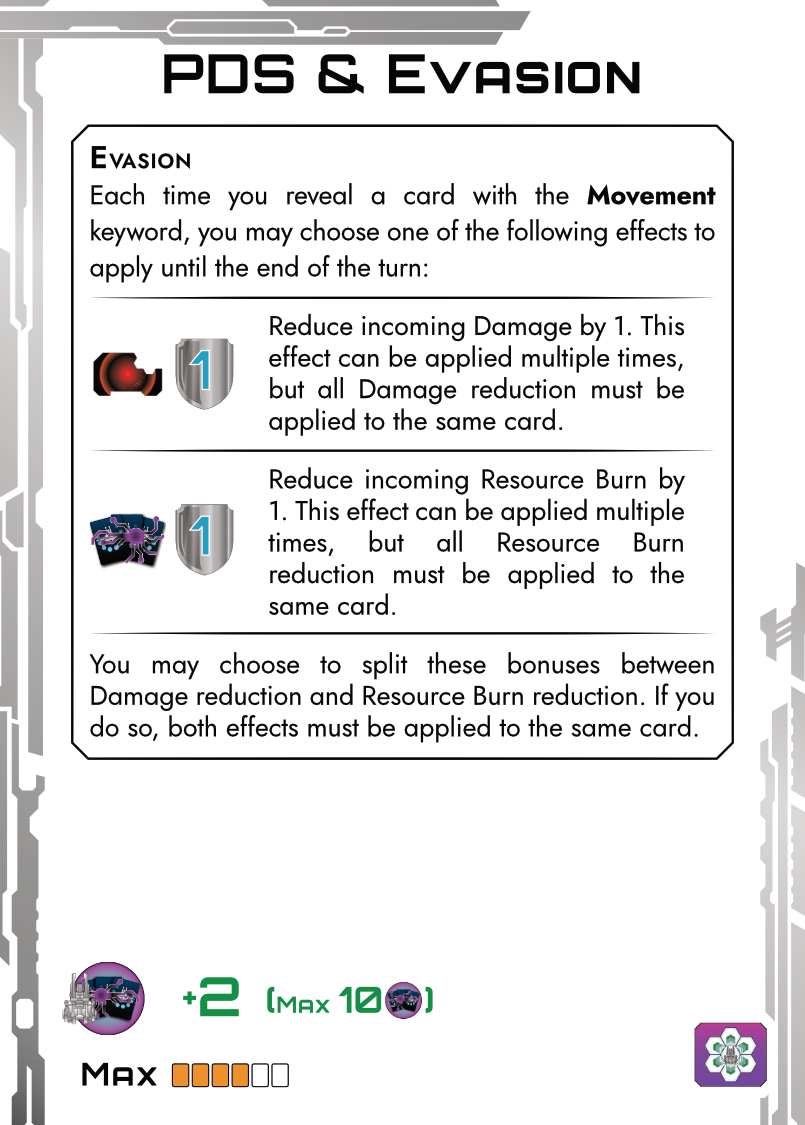 PDS & Evasion
Evasion
Each time you reveal a card with the Movement
keyword, you may choose one of the following effects to
apply until the end of the turn:
1
Reduce incoming Damage by 1. This
effect can be applied multiple times,
but all Damage reduction must be
applied to the same card.
1
Reduce incoming Resource Burn by
1. This effect can be applied multiple
times, but all Resource Burn
reduction must be applied to the
same card.
You may choose to split these bonuses between
Damage reduction and Resource Burn reduction. If you
do so, both effects must be applied to the same card.
+2 (Max 10)
Max